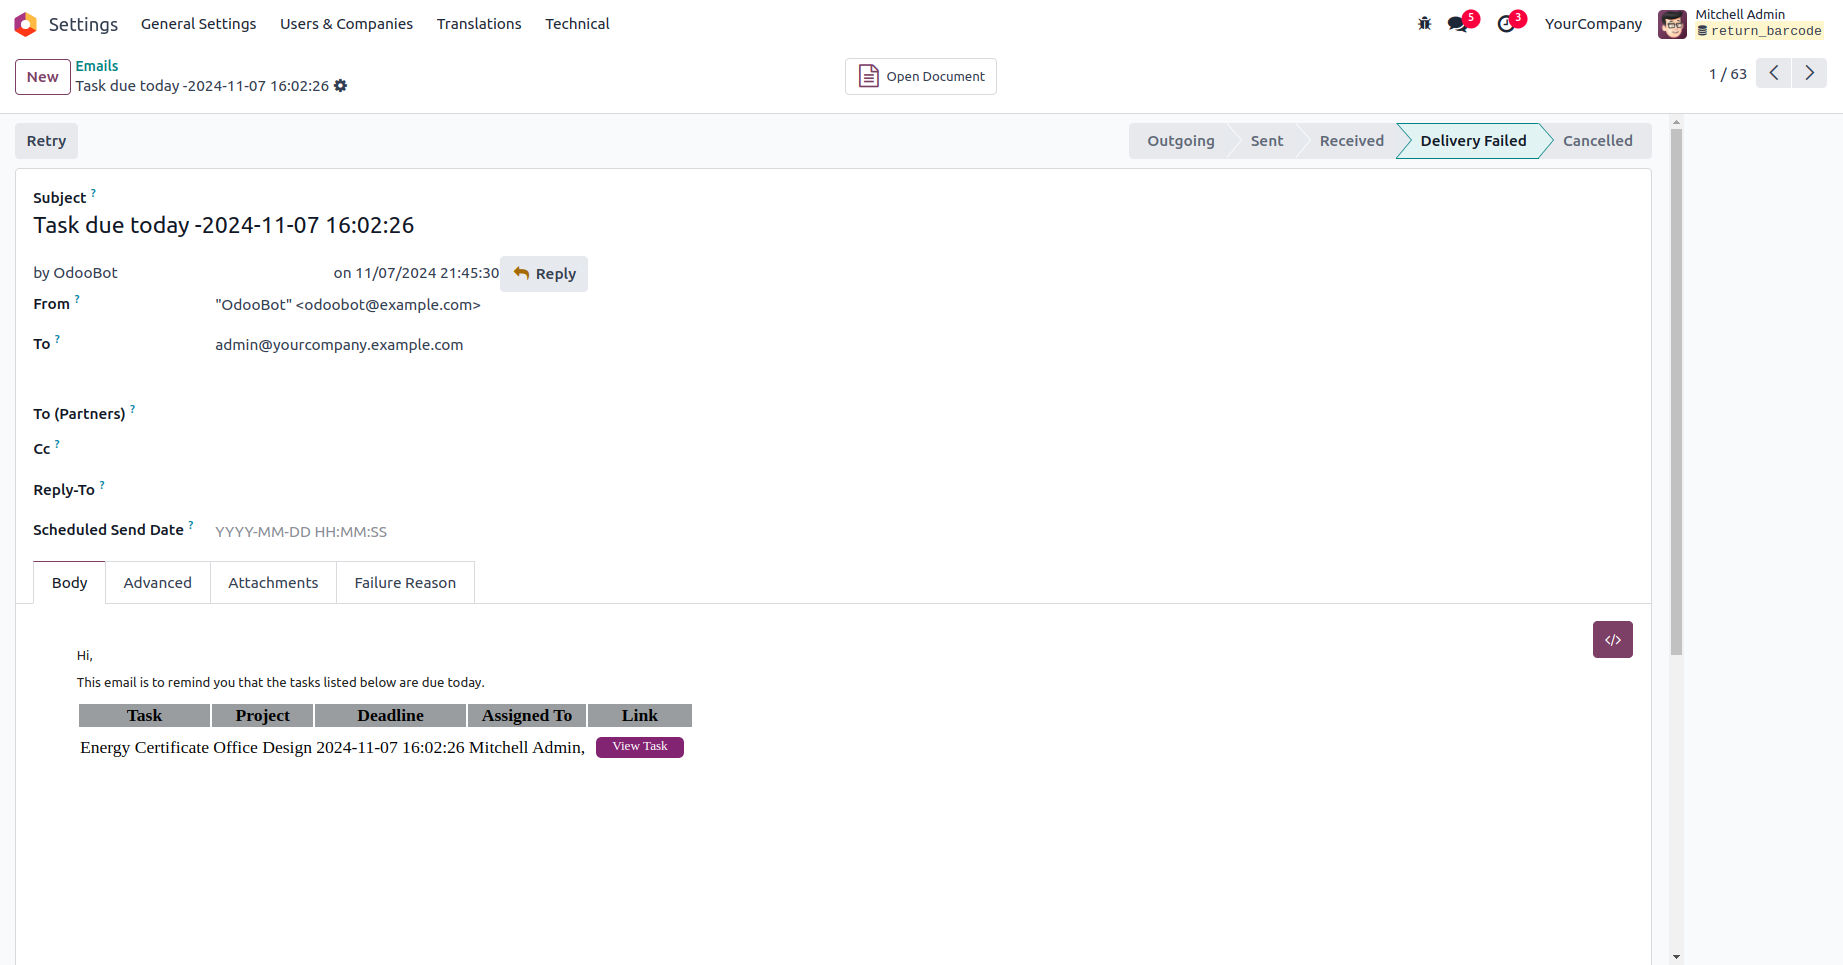 Settings General Settings Users & Companies Translations Technical 5 3 YourCompany Mitchell Admin
return_barcode
New Emails
Task due today -2024-11-07 16:02:26
Open Document
1 / 63
Retry
Outgoing Sent Received Delivery Failed Cancelled
Subject ?
Task due today -2024-11-07 16:02:26
by OdooBot on 11/07/2024 21:45:30 Reply
From ? "OdooBot" <odoobot@example.com>
To ? admin@yourcompany.example.com
To (Partners) ?
Cc ?
Reply-To ?
Scheduled Send Date ? YYYY-MM-DD HH:MM:SS
Body Advanced Attachments Failure Reason
</>
Hi,
This email is to remind you that the tasks listed below are due today.
Task Project Deadline Assigned To Link
Energy Certificate Office Design 2024-11-07 16:02:26 Mitchell Admin, View Task